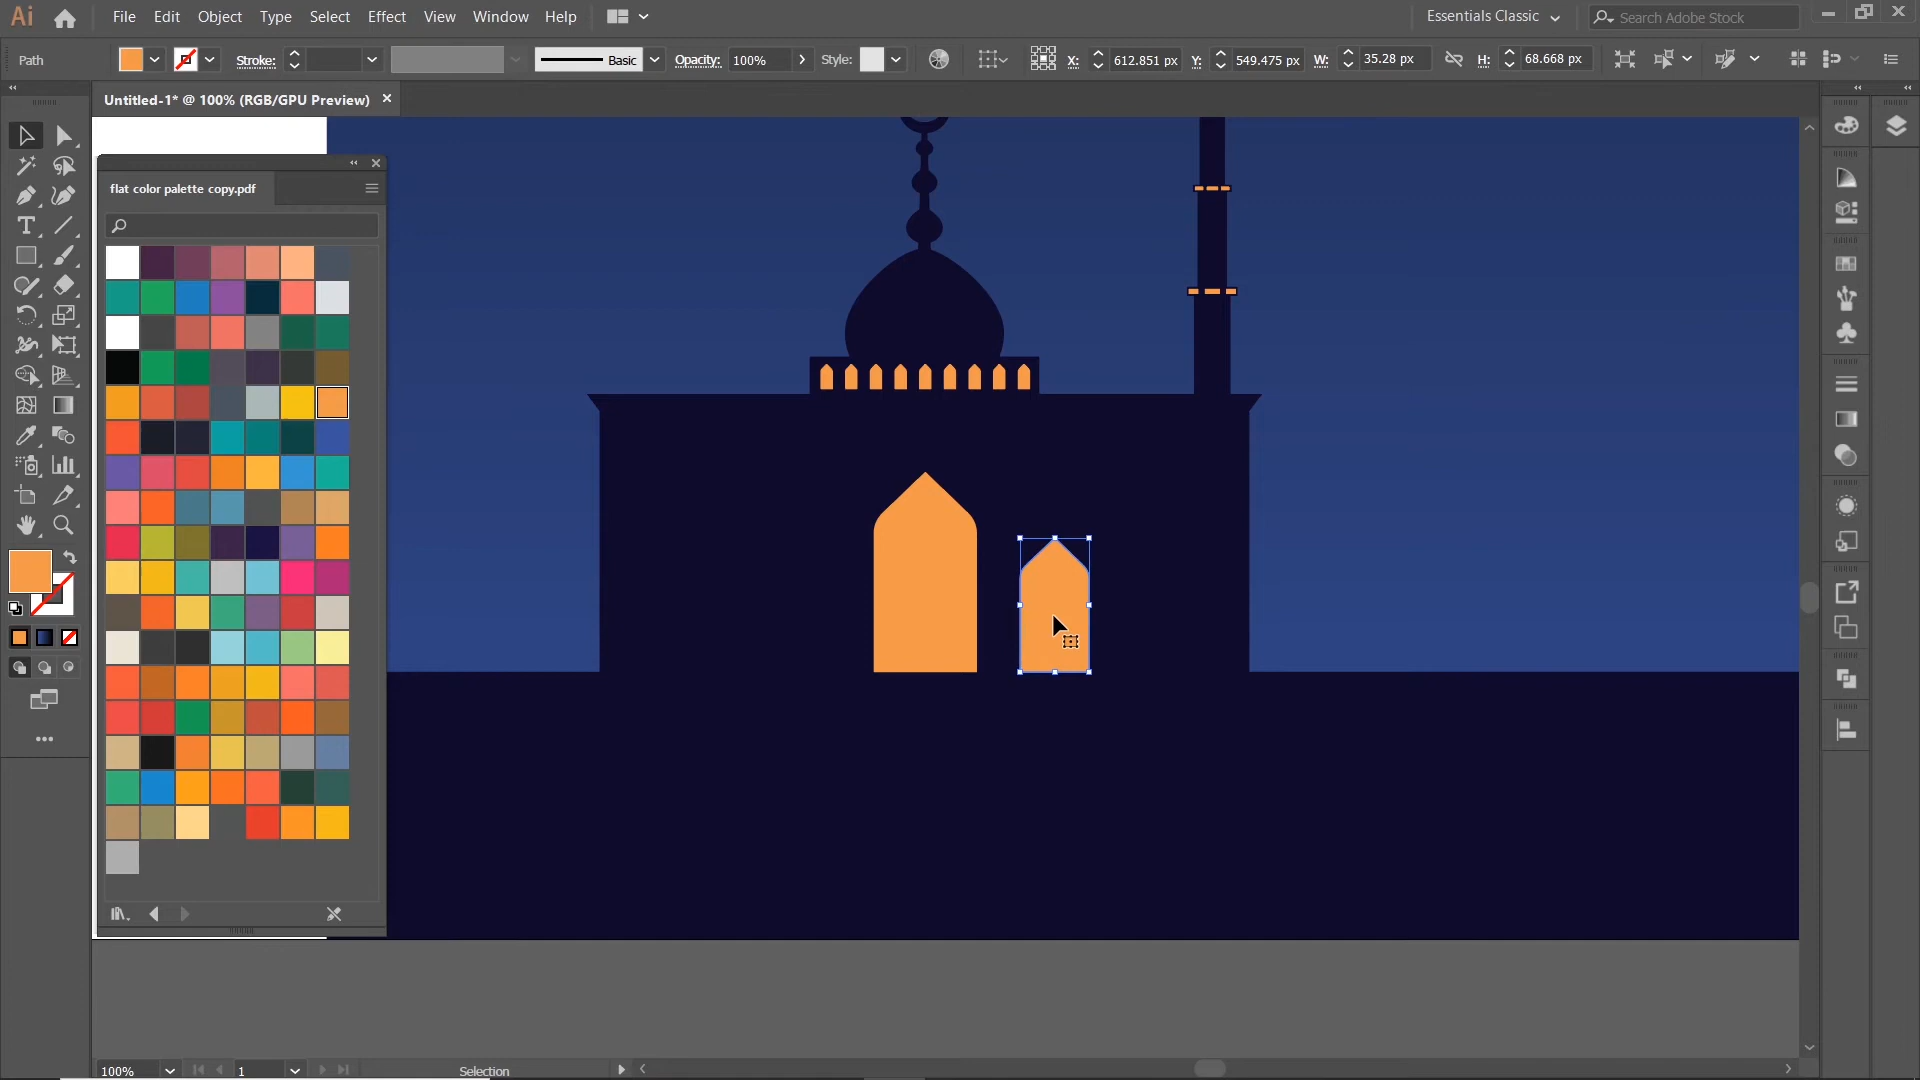 Ai File Edit Object Type Select Effect View Window Help Essentials Classic Search Adobe Stock
Path Stroke: Basic Opacity: 100% Style: X: 612.851 px Y: 549.475 px W: 35.28 px H: 68.668 px
Untitled-1* @ 100% (RGB/GPU Preview)
flat color palette copy.pdf
100% 1 Selection